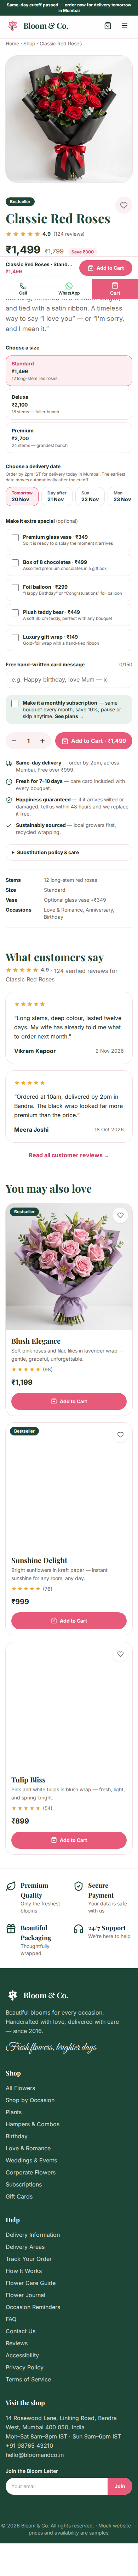 Same-day cutoff passed — order now for delivery tomorrow
in Mumbai
Bloom & Co.
Home · Shop · Classic Red Roses
Bestseller
Classic Red Roses
★★★★★ 4.9 (124 reviews)
₹1,499 ₹1,799 Save ₹300
Classic Red Roses · Stand...
₹1,499
Add to Cart
Call
WhatsApp
Cart
timeless way to say "I love you" — or "I'm sorry, and I mean it."
Choose a size
Standard
₹1,499
12 long-stem red roses
Deluxe
₹2,100
18 stems — fuller bunch
Premium
₹2,700
24 stems — grandest bunch
Choose a delivery date
Order by 2pm IST for delivery today in Mumbai. The earliest
date moves automatically after the cutoff.
Tomorrow
20 Nov
Day after
21 Nov
Sue
22 Nov
Mon
23 Nov
Make it extra special (optional)
Premium glass vase · ₹349
So it is ready to display the moment it arrives
Box of 8 chocolates · ₹499
Assorted premium chocolates in a gift box
Foil balloon · ₹299
"Happy Birthday" or "Congratulations" foil balloon
Plush teddy bear · ₹449
A soft 30 cm teddy, perfect with any bouquet
Luxury gift wrap · ₹149
Gold-foil wrap with a hand-tied ribbon
Free hand-written card message 0/150
e.g. Happy birthday, love Mum — x
Make it a monthly subscription — same
bouquet every month, save 10%, pause or
skip anytime. See plans →
− 1 +
Add to Cart · ₹1,499
Same-day delivery — order by 2pm, across
Mumbai. Free over ₹999.
Fresh for 7–10 days — care card included with
every bouquet.
Happiness guaranteed — if it arrives wilted or
damaged, tell us within 48 hours and we replace
it free.
Sustainably sourced — local growers first,
recycled wrapping.
▸ Substitution policy & care
Stems 12 long-stem red roses
Size Standard
Vase Optional glass vase +₹349
Occasions Love & Romance, Anniversary,
Birthday
What customers say
★★★★★ 4.9 · 124 verified reviews for
Classic Red Roses
★★★★★
"Long stems, deep colour, lasted twelve
days. My wife has already told me what
to order next month."
Vikram Kapoor 2 Nov 2026
★★★★★
"Ordered at 10am, delivered by 2pm in
Bandra. The black wrap looked far more
premium than the price."
Meera Joshi 18 Oct 2026
Read all customer reviews →
You may also love
Bestseller
Blush Elegance
Soft pink roses and lilac lilies in lavender wrap —
gentle, graceful, unforgettable.
★★★★★ (98)
₹1,199
Add to Cart
Bestseller
Sunshine Delight
Bright sunflowers in kraft paper — instant
sunshine for any room, any day.
★★★★★ (76)
₹999
Add to Cart
Tulip Bliss
Pink and white tulips in blush wrap — fresh, light,
and spring-bright.
★★★★★ (54)
₹899
Add to Cart
Premium
Quality
Only the freshest
blooms
Secure
Payment
Your data is safe
with us
Beautiful
Packaging
Thoughtfully
packed
24/7 Support
We're here to help
Bloom & Co.
Beautiful blooms for every occasion.
Handcrafted with love, delivered with care
— since 2016.
Fresh flowers, brighter days
Shop
All Flowers
Shop by Occasion
Plants
Hampers & Combos
Birthday
Love & Romance
Weddings & Events
Corporate Flowers
Subscriptions
Gift Cards
Help
Delivery Information
Delivery Areas
Track Your Order
How It Works
Flower Care Guide
Flower Journal
Occasion Reminders
FAQ
Contact Us
Reviews
Accessibility
Privacy Policy
Terms of Service
Visit the shop
14 Rosewood Lane, Linking Road, Bandra
West, Mumbai 400 050, India
Mon–Sat 8am–8pm IST · Sun 9am–6pm IST
+91 98765 43210
hello@bloomandco.in
Join the Bloom Letter
Your email
Join
© 2026 Bloom & Co. All rights reserved. · Mock website —
prices and availability are samples.